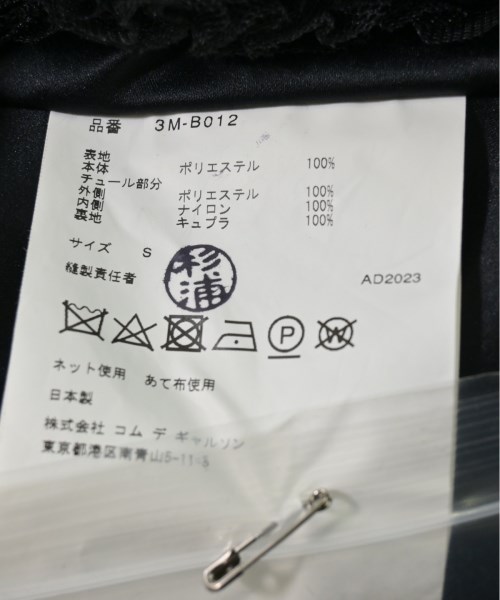 品番 3M-B012
表地
本体 ポリエステル 100%
チュール部分
外側 ポリエステル 100%
内側 ナイロン 100%
裏地 キュプラ 100%
サイズ S
縫製責任者 杉浦 AD2023
P W
ネット使用 あて布使用
日本製
株式会社 コム デ ギャルソン
東京都港区南青山5-11-5